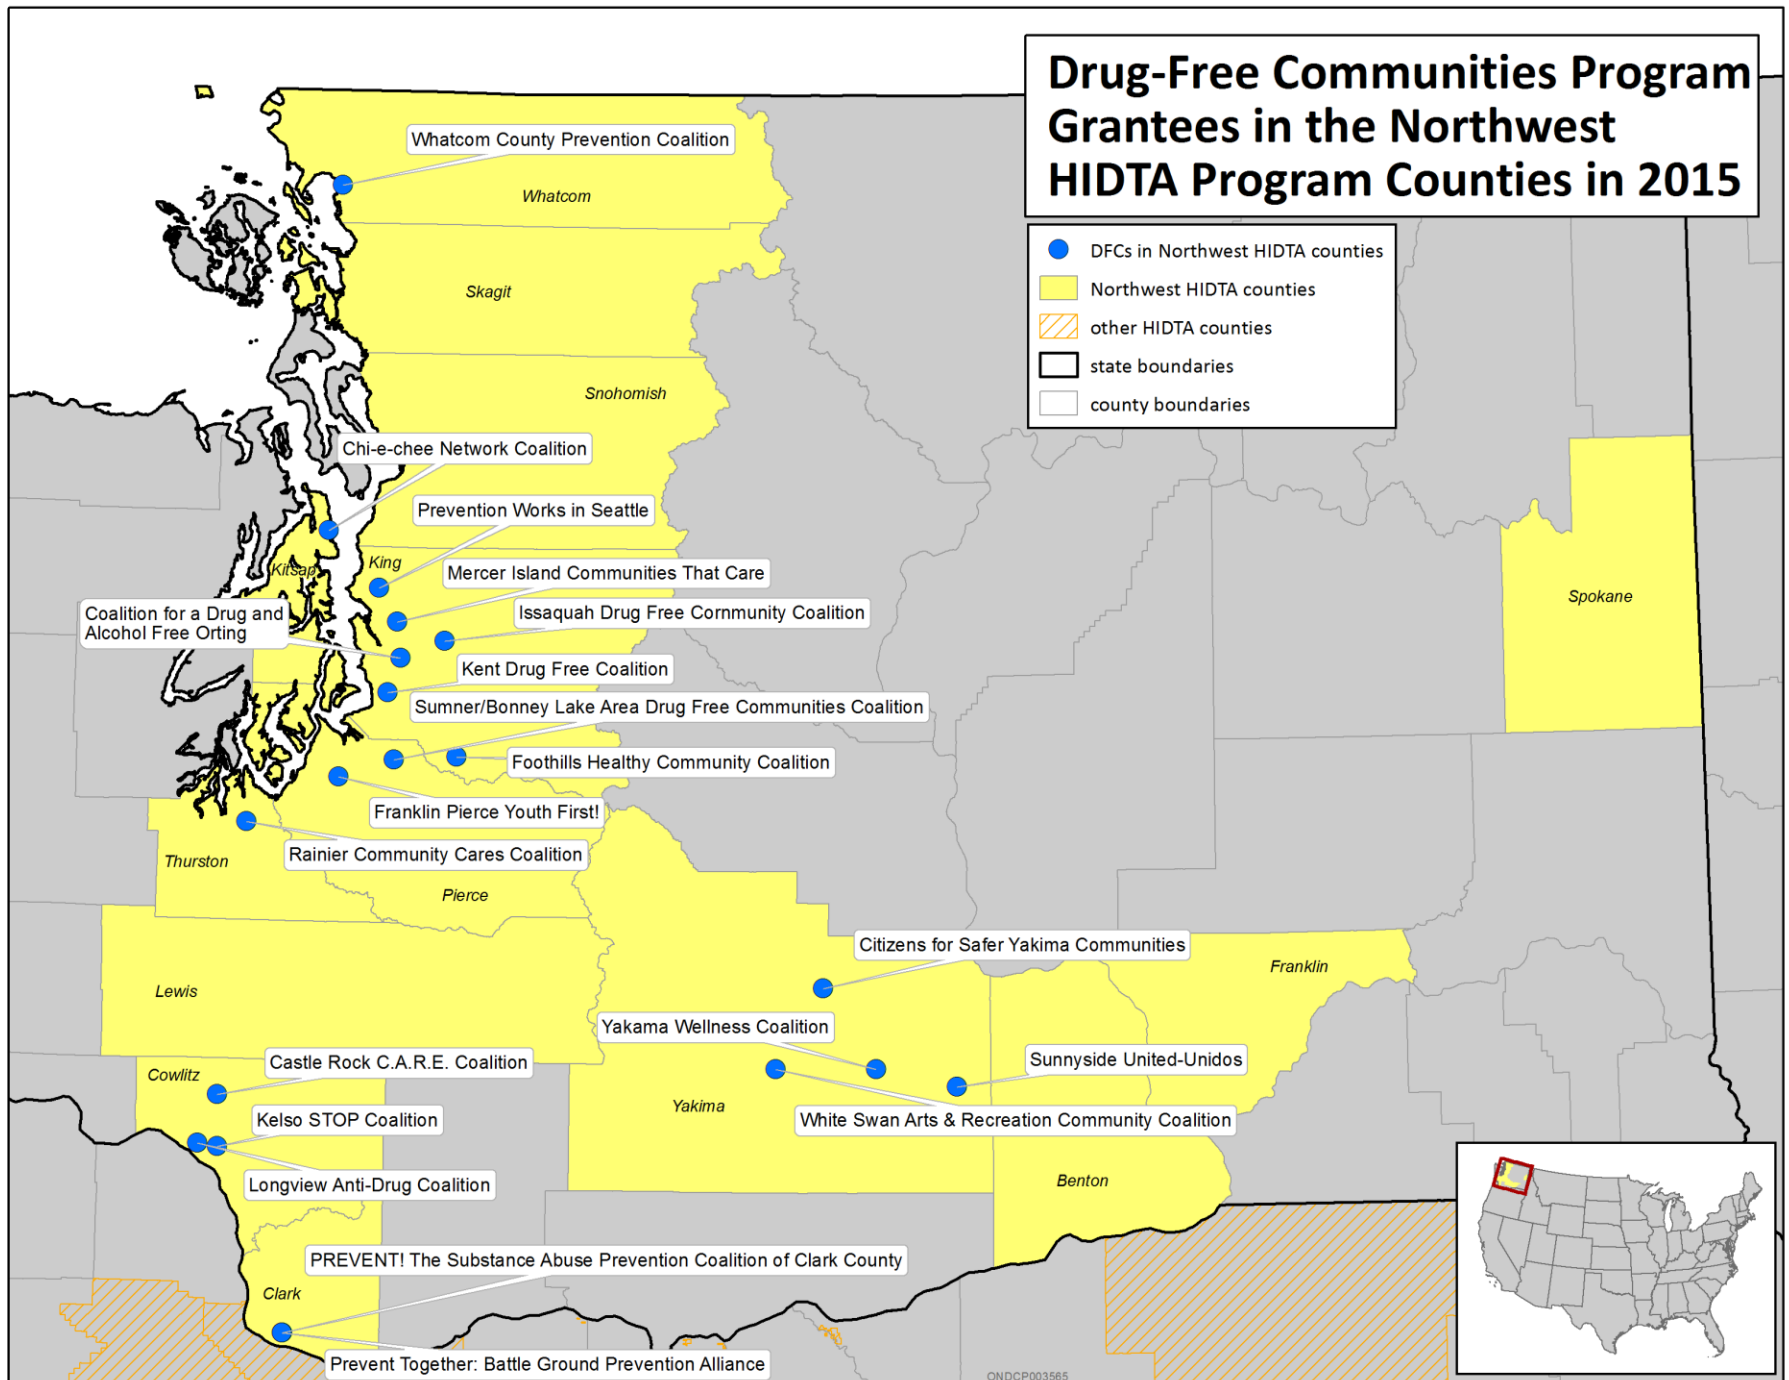 Drug-Free Communities Program
Grantees in the Northwest
HIDTA Program Counties in 2015
DFCs in Northwest HIDTA counties
Northwest HIDTA counties
other HIDTA counties
state boundaries
county boundaries
Whatcom County Prevention Coalition
Whatcom
Skagit
Snohomish
Chi-e-chee Network Coalition
Prevention Works in Seattle
King
Kitsap
Mercer Island Communities That Care
Coalition for a Drug and
Alcohol Free Orting
Issaquah Drug Free Cornmunity Coalition
Spokane
Kent Drug Free Coalition
Sumner/Bonney Lake Area Drug Free Communities Coalition
Foothills Healthy Community Coalition
Franklin Pierce Youth First!
Rainier Community Cares Coalition
Thurston
Pierce
Citizens for Safer Yakima Communities
Franklin
Lewis
Yakama Wellness Coalition
Castle Rock C.A.R.E. Coalition
Sunnyside United-Unidos
Cowlitz
Yakima
Kelso STOP Coalition
White Swan Arts & Recreation Community Coalition
Longview Anti-Drug Coalition
Benton
PREVENT! The Substance Abuse Prevention Coalition of Clark County
Clark
Prevent Together: Battle Ground Prevention Alliance
ONDCP003565